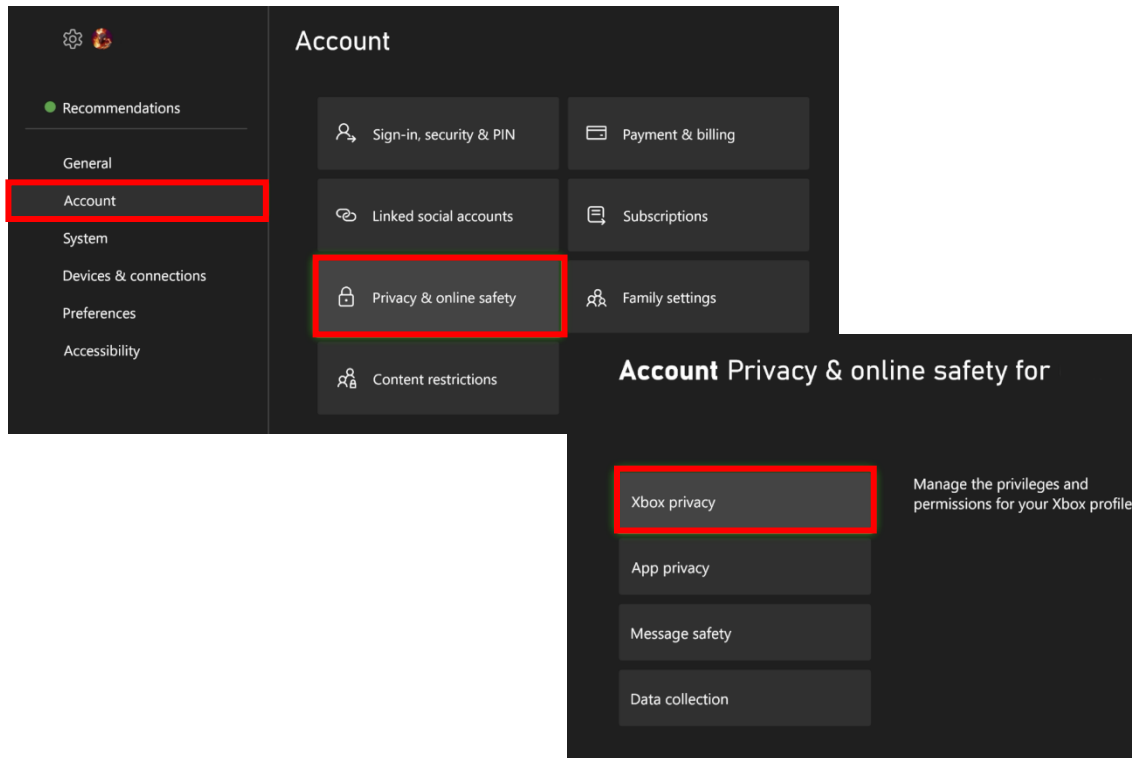 Account
Recommendations
General
Account
System
Devices & connections
Preferences
Accessibility
Sign-in, security & PIN
Payment & billing
Linked social accounts
Subscriptions
Privacy & online safety
Family settings
Content restrictions
Account Privacy & online safety for
Xbox privacy
App privacy
Message safety
Data collection
Manage the privileges and
permissions for your Xbox profile